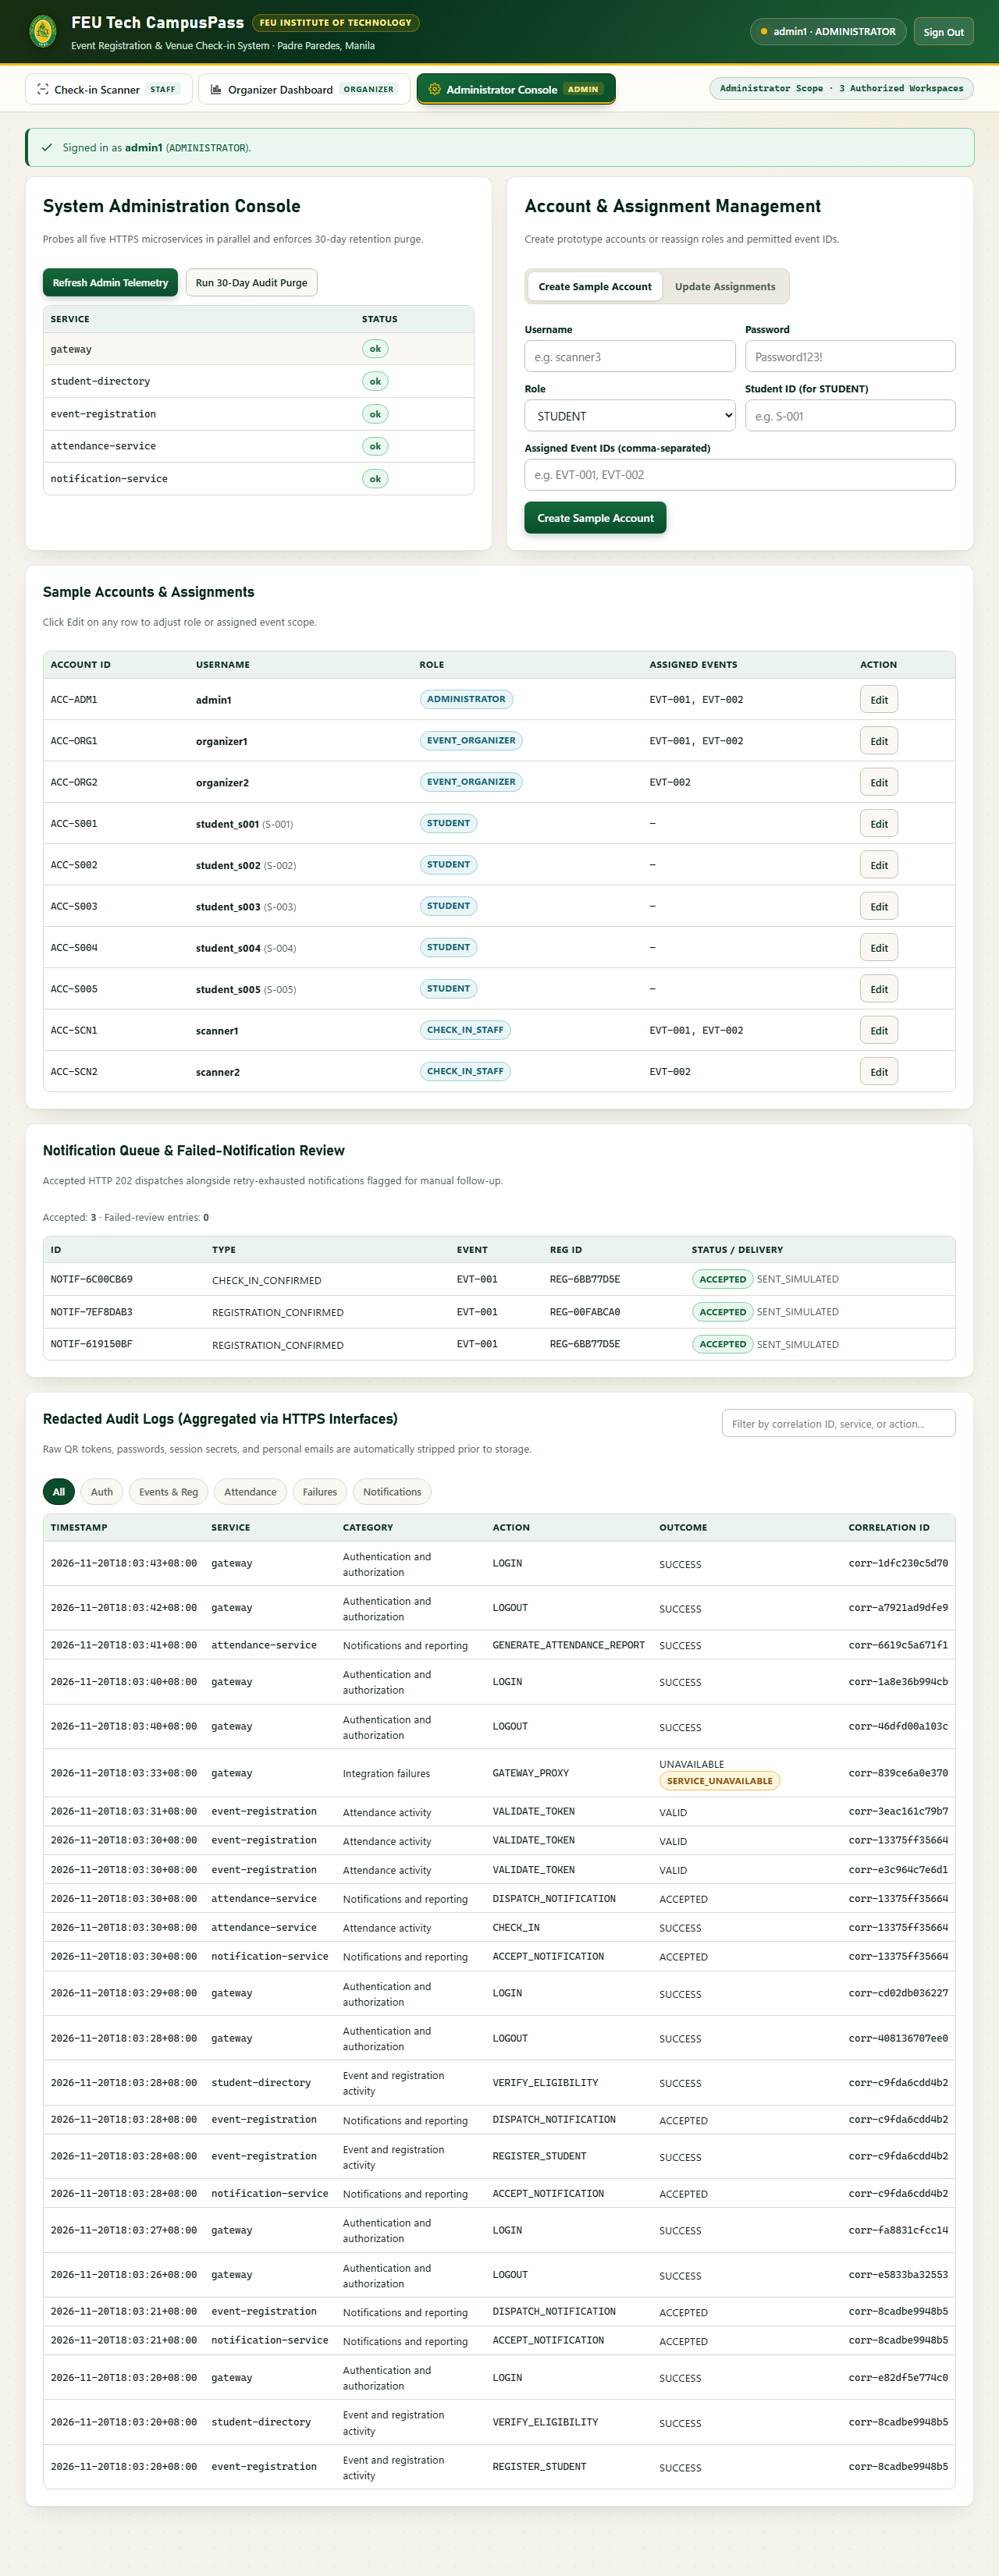 FEU Tech CampusPass FEU INSTITUTE OF TECHNOLOGY
Event Registration & Venue Check-in System · Padre Paredes, Manila
admin1 · ADMINISTRATOR
Sign Out
Check-in Scanner STAFF
Organizer Dashboard ORGANIZER
Administrator Console ADMIN
Administrator Scope · 3 Authorized Workspaces
Signed in as admin1 (ADMINISTRATOR).
System Administration Console
Probes all five HTTPS microservices in parallel and enforces 30-day retention purge.
Refresh Admin Telemetry
Run 30-Day Audit Purge
SERVICE STATUS
gateway ok
student-directory ok
event-registration ok
attendance-service ok
notification-service ok
Account & Assignment Management
Create prototype accounts or reassign roles and permitted event IDs.
Create Sample Account Update Assignments
Username Password
e.g. scanner3 Password123!
Role Student ID (for STUDENT)
STUDENT e.g. S-001
Assigned Event IDs (comma-separated)
e.g. EVT-001, EVT-002
Create Sample Account
Sample Accounts & Assignments
Click Edit on any row to adjust role or assigned event scope.
ACCOUNT ID USERNAME ROLE ASSIGNED EVENTS ACTION
ACC-ADM1 admin1 ADMINISTRATOR EVT-001, EVT-002 Edit
ACC-ORG1 organizer1 EVENT_ORGANIZER EVT-001, EVT-002 Edit
ACC-ORG2 organizer2 EVENT_ORGANIZER EVT-002 Edit
ACC-S001 student_s001 (S-001) STUDENT — Edit
ACC-S002 student_s002 (S-002) STUDENT — Edit
ACC-S003 student_s003 (S-003) STUDENT — Edit
ACC-S004 student_s004 (S-004) STUDENT — Edit
ACC-S005 student_s005 (S-005) STUDENT — Edit
ACC-SCN1 scanner1 CHECK_IN_STAFF EVT-001, EVT-002 Edit
ACC-SCN2 scanner2 CHECK_IN_STAFF EVT-002 Edit
Notification Queue & Failed-Notification Review
Accepted HTTP 202 dispatches alongside retry-exhausted notifications flagged for manual follow-up.
Accepted: 3 · Failed-review entries: 0
ID TYPE EVENT REG ID STATUS / DELIVERY
NOTIF-6C00CB69 CHECK_IN_CONFIRMED EVT-001 REG-6BB77D5E ACCEPTED SENT_SIMULATED
NOTIF-7EF8DAB3 REGISTRATION_CONFIRMED EVT-001 REG-00FABCA0 ACCEPTED SENT_SIMULATED
NOTIF-619150BF REGISTRATION_CONFIRMED EVT-001 REG-6BB77D5E ACCEPTED SENT_SIMULATED
Redacted Audit Logs (Aggregated via HTTPS Interfaces)
Filter by correlation ID, service, or action...
Raw QR tokens, passwords, session secrets, and personal emails are automatically stripped prior to storage.
All Auth Events & Reg Attendance Failures Notifications
TIMESTAMP SERVICE CATEGORY ACTION OUTCOME CORRELATION ID
2026-11-20T18:03:43+08:00 gateway Authentication and authorization LOGIN SUCCESS corr-1dfc230c5d70
2026-11-20T18:03:42+08:00 gateway Authentication and authorization LOGOUT SUCCESS corr-a7921ad9dfe9
2026-11-20T18:03:41+08:00 attendance-service Notifications and reporting GENERATE_ATTENDANCE_REPORT SUCCESS corr-6619c5a671f1
2026-11-20T18:03:40+08:00 gateway Authentication and authorization LOGIN SUCCESS corr-1a8e36b994cb
2026-11-20T18:03:40+08:00 gateway Authentication and authorization LOGOUT SUCCESS corr-46dfd00a103c
2026-11-20T18:03:33+08:00 gateway Integration failures GATEWAY_PROXY UNAVAILABLE SERVICE_UNAVAILABLE corr-839ce6a0e370
2026-11-20T18:03:31+08:00 event-registration Attendance activity VALIDATE_TOKEN VALID corr-3eac161c79b7
2026-11-20T18:03:30+08:00 event-registration Attendance activity VALIDATE_TOKEN VALID corr-13375ff35664
2026-11-20T18:03:30+08:00 event-registration Attendance activity VALIDATE_TOKEN VALID corr-e3c964c7e6d1
2026-11-20T18:03:30+08:00 attendance-service Notifications and reporting DISPATCH_NOTIFICATION ACCEPTED corr-13375ff35664
2026-11-20T18:03:30+08:00 attendance-service Attendance activity CHECK_IN SUCCESS corr-13375ff35664
2026-11-20T18:03:30+08:00 notification-service Notifications and reporting ACCEPT_NOTIFICATION ACCEPTED corr-13375ff35664
2026-11-20T18:03:29+08:00 gateway Authentication and authorization LOGIN SUCCESS corr-cd02db036227
2026-11-20T18:03:28+08:00 gateway Authentication and authorization LOGOUT SUCCESS corr-408136707ee0
2026-11-20T18:03:28+08:00 student-directory Event and registration activity VERIFY_ELIGIBILITY SUCCESS corr-c9fda6cdd4b2
2026-11-20T18:03:28+08:00 event-registration Notifications and reporting DISPATCH_NOTIFICATION ACCEPTED corr-c9fda6cdd4b2
2026-11-20T18:03:28+08:00 event-registration Event and registration activity REGISTER_STUDENT SUCCESS corr-c9fda6cdd4b2
2026-11-20T18:03:28+08:00 notification-service Notifications and reporting ACCEPT_NOTIFICATION ACCEPTED corr-c9fda6cdd4b2
2026-11-20T18:03:27+08:00 gateway Authentication and authorization LOGIN SUCCESS corr-fa8831cfcc14
2026-11-20T18:03:26+08:00 gateway Authentication and authorization LOGOUT SUCCESS corr-e5833ba32553
2026-11-20T18:03:21+08:00 event-registration Notifications and reporting DISPATCH_NOTIFICATION ACCEPTED corr-8cadbe9948b5
2026-11-20T18:03:21+08:00 notification-service Notifications and reporting ACCEPT_NOTIFICATION ACCEPTED corr-8cadbe9948b5
2026-11-20T18:03:20+08:00 gateway Authentication and authorization LOGIN SUCCESS corr-e82df5e774c0
2026-11-20T18:03:20+08:00 student-directory Event and registration activity VERIFY_ELIGIBILITY SUCCESS corr-8cadbe9948b5
2026-11-20T18:03:20+08:00 event-registration Event and registration activity REGISTER_STUDENT SUCCESS corr-8cadbe9948b5